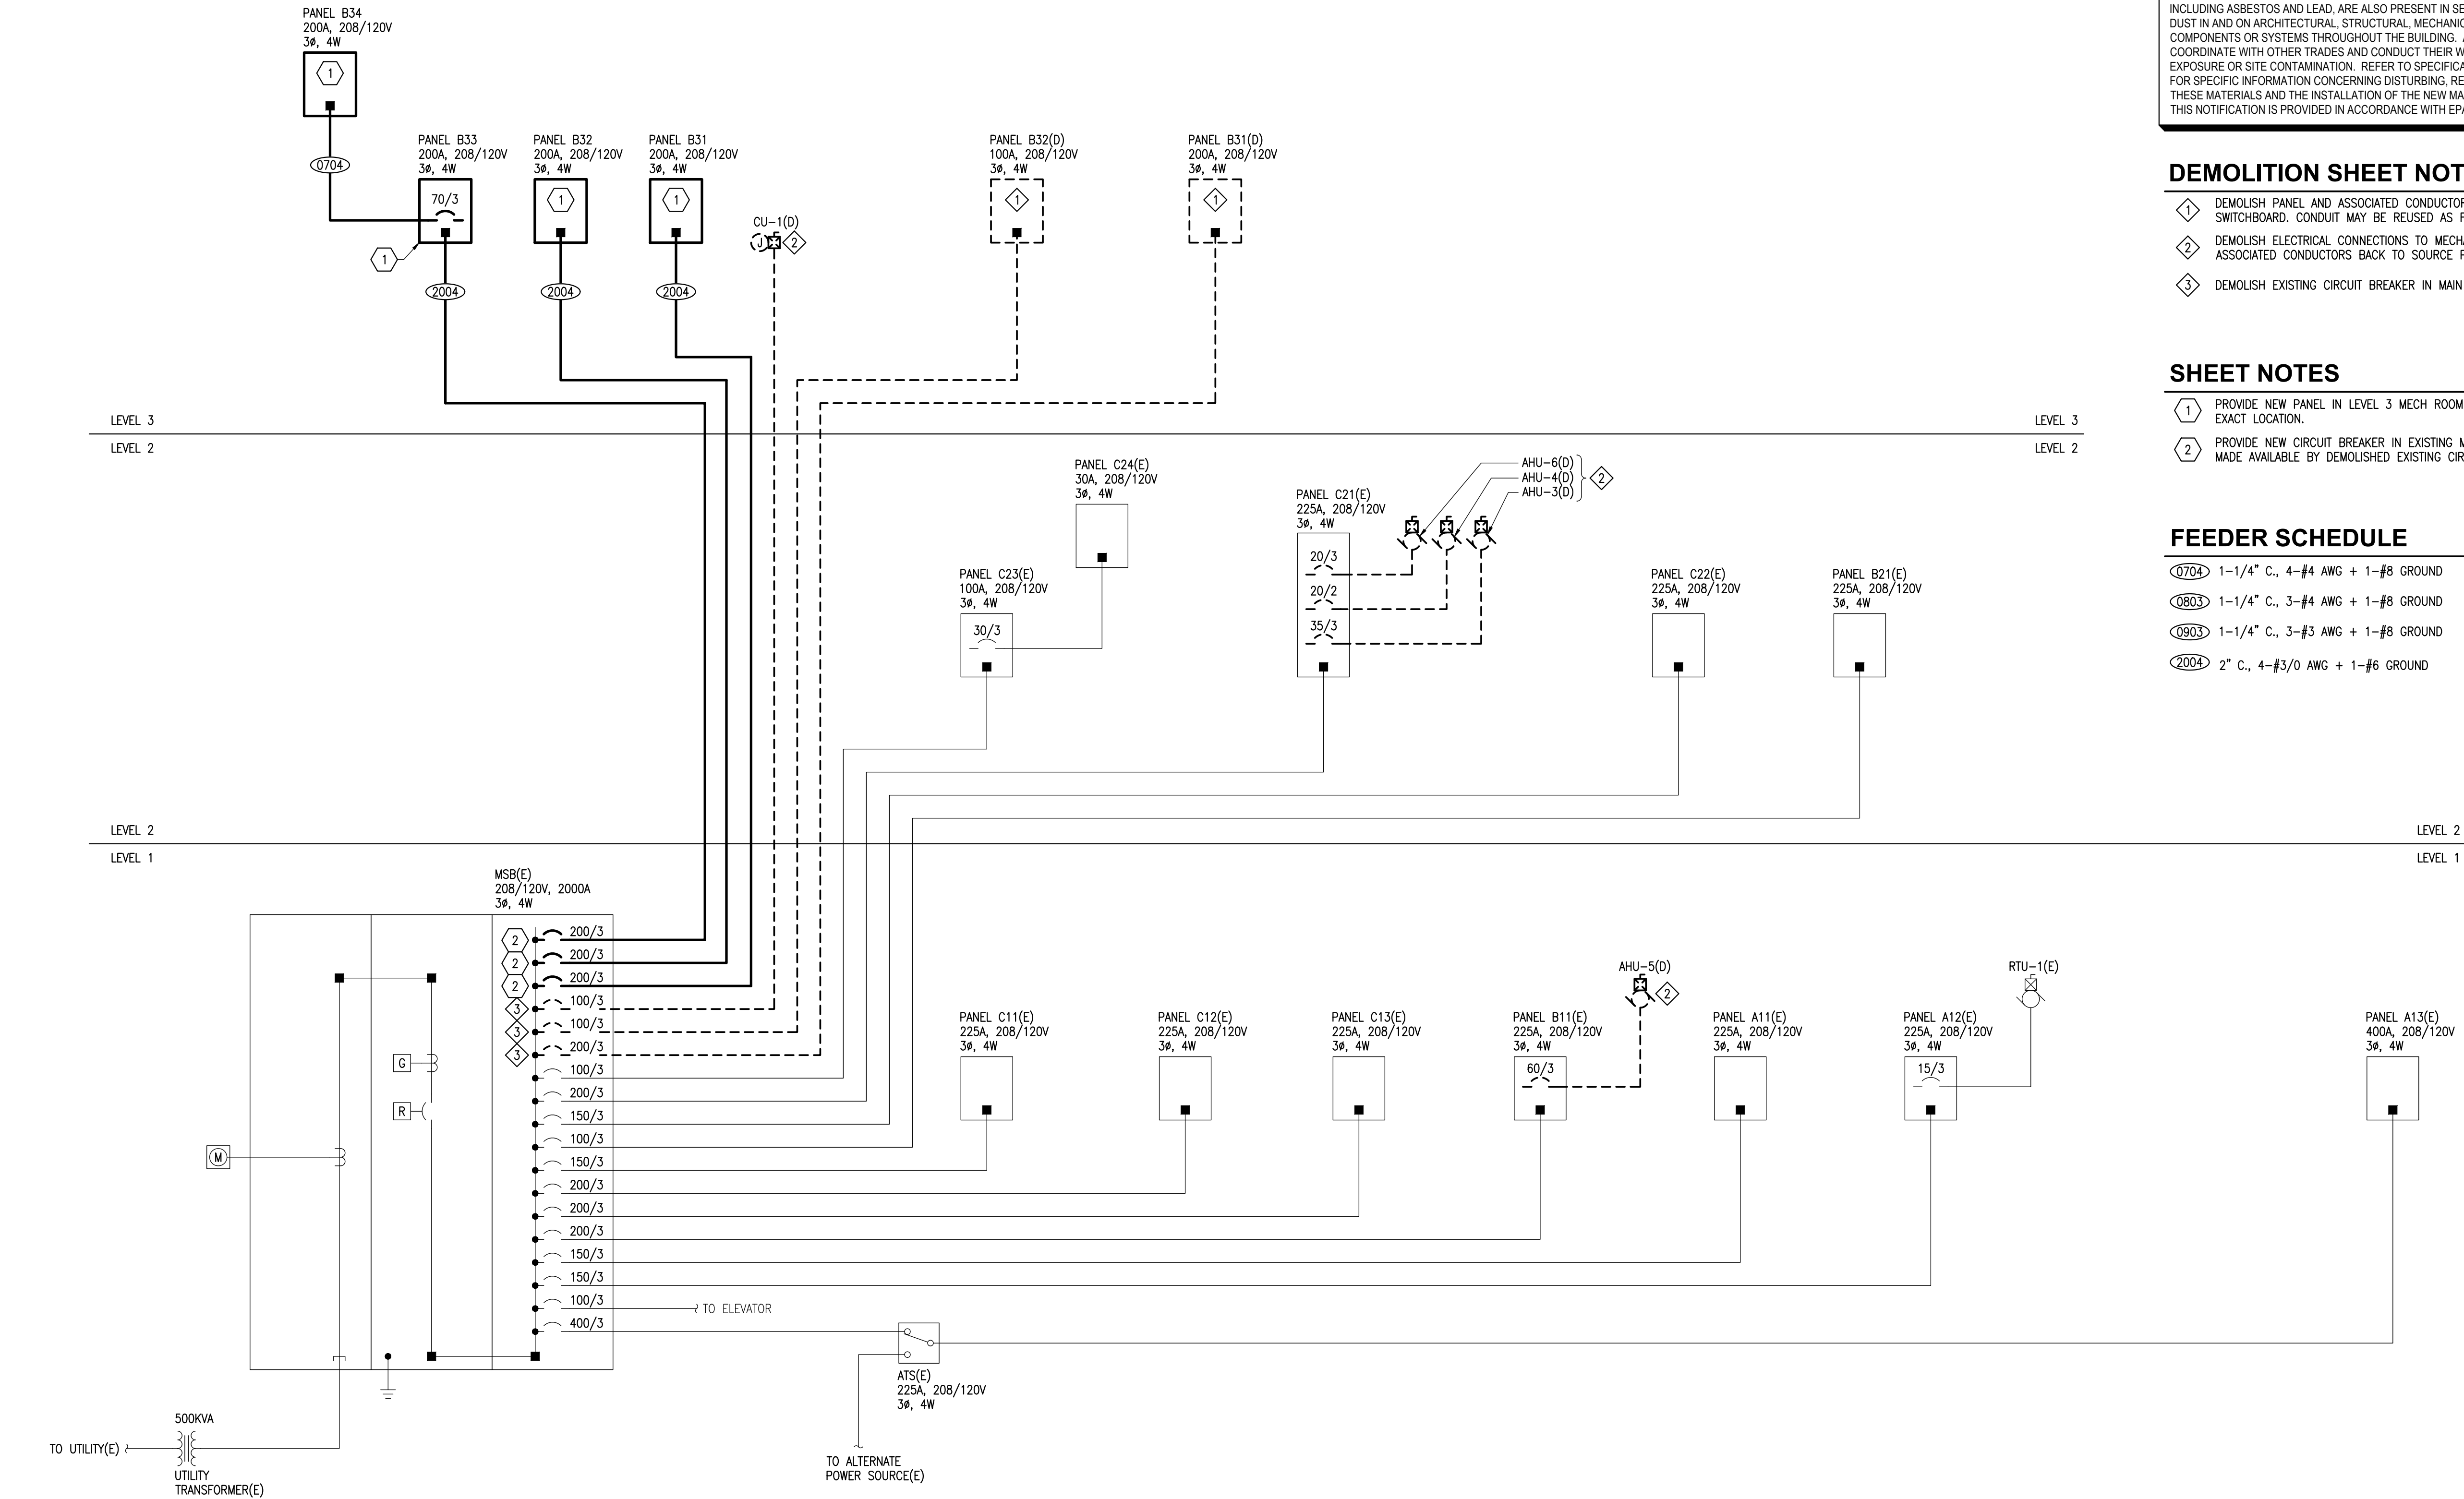 PANEL B34
200A, 208/120V
3ø, 4W
1
0704
PANEL B33
200A, 208/120V
3ø, 4W
70/3
1
2004
PANEL B32
200A, 208/120V
3ø, 4W
1
2004
PANEL B31
200A, 208/120V
3ø, 4W
1
2004
CU-1(D)
J
2
PANEL B32(D)
100A, 208/120V
3ø, 4W
1
PANEL B31(D)
200A, 208/120V
3ø, 4W
1
LEVEL 3
LEVEL 2
LEVEL 3
LEVEL 2
PANEL C24(E)
30A, 208/120V
3ø, 4W
PANEL C23(E)
100A, 208/120V
3ø, 4W
30/3
PANEL C21(E)
225A, 208/120V
3ø, 4W
20/3
20/2
35/3
AHU-6(D)
AHU-4(D)
AHU-3(D)
2
PANEL C22(E)
225A, 208/120V
3ø, 4W
PANEL B21(E)
225A, 208/120V
3ø, 4W
LEVEL 2
LEVEL 1
LEVEL 2
LEVEL 1
MSB(E)
208/120V, 2000A
3ø, 4W
2 200/3
2 200/3
2 200/3
3 100/3
3 100/3
3 200/3
100/3
200/3
150/3
100/3
150/3
200/3
200/3
200/3
150/3
150/3
100/3
400/3
G
R
M
TO ELEVATOR
PANEL C11(E)
225A, 208/120V
3ø, 4W
PANEL C12(E)
225A, 208/120V
3ø, 4W
PANEL C13(E)
225A, 208/120V
3ø, 4W
PANEL B11(E)
225A, 208/120V
3ø, 4W
60/3
AHU-5(D)
2
PANEL A11(E)
225A, 208/120V
3ø, 4W
PANEL A12(E)
225A, 208/120V
3ø, 4W
15/3
RTU-1(E)
PANEL A13(E)
400A, 208/120V
3ø, 4W
ATS(E)
225A, 208/120V
3ø, 4W
TO ALTERNATE
POWER SOURCE(E)
500KVA
TO UTILITY(E)
UTILITY
TRANSFORMER(E)
INCLUDING ASBESTOS AND LEAD, ARE ALSO PRESENT IN SE
DUST IN AND ON ARCHITECTURAL, STRUCTURAL, MECHANIC
COMPONENTS OR SYSTEMS THROUGHOUT THE BUILDING.
COORDINATE WITH OTHER TRADES AND CONDUCT THEIR W
EXPOSURE OR SITE CONTAMINATION. REFER TO SPECIFICA
FOR SPECIFIC INFORMATION CONCERNING DISTURBING, RE
THESE MATERIALS AND THE INSTALLATION OF THE NEW MA
THIS NOTIFICATION IS PROVIDED IN ACCORDANCE WITH EPA
DEMOLITION SHEET NOT
1 DEMOLISH PANEL AND ASSOCIATED CONDUCTOR
SWITCHBOARD. CONDUIT MAY BE REUSED AS F
2 DEMOLISH ELECTRICAL CONNECTIONS TO MECHA
ASSOCIATED CONDUCTORS BACK TO SOURCE P
3 DEMOLISH EXISTING CIRCUIT BREAKER IN MAIN
SHEET NOTES
1 PROVIDE NEW PANEL IN LEVEL 3 MECH ROOM
EXACT LOCATION.
2 PROVIDE NEW CIRCUIT BREAKER IN EXISTING M
MADE AVAILABLE BY DEMOLISHED EXISTING CIR
FEEDER SCHEDULE
0704 1-1/4" C., 4-#4 AWG + 1-#8 GROUND
0803 1-1/4" C., 3-#4 AWG + 1-#8 GROUND
0903 1-1/4" C., 3-#3 AWG + 1-#8 GROUND
2004 2" C., 4-#3/0 AWG + 1-#6 GROUND